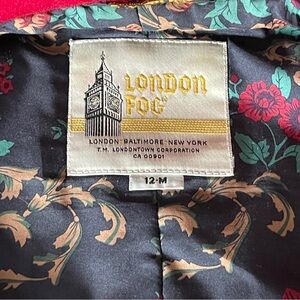 LONDON
FOG®
LONDON · BALTIMORE · NEW YORK
T.M. LONDONTOWN CORPORATION
CA 00901
12-M